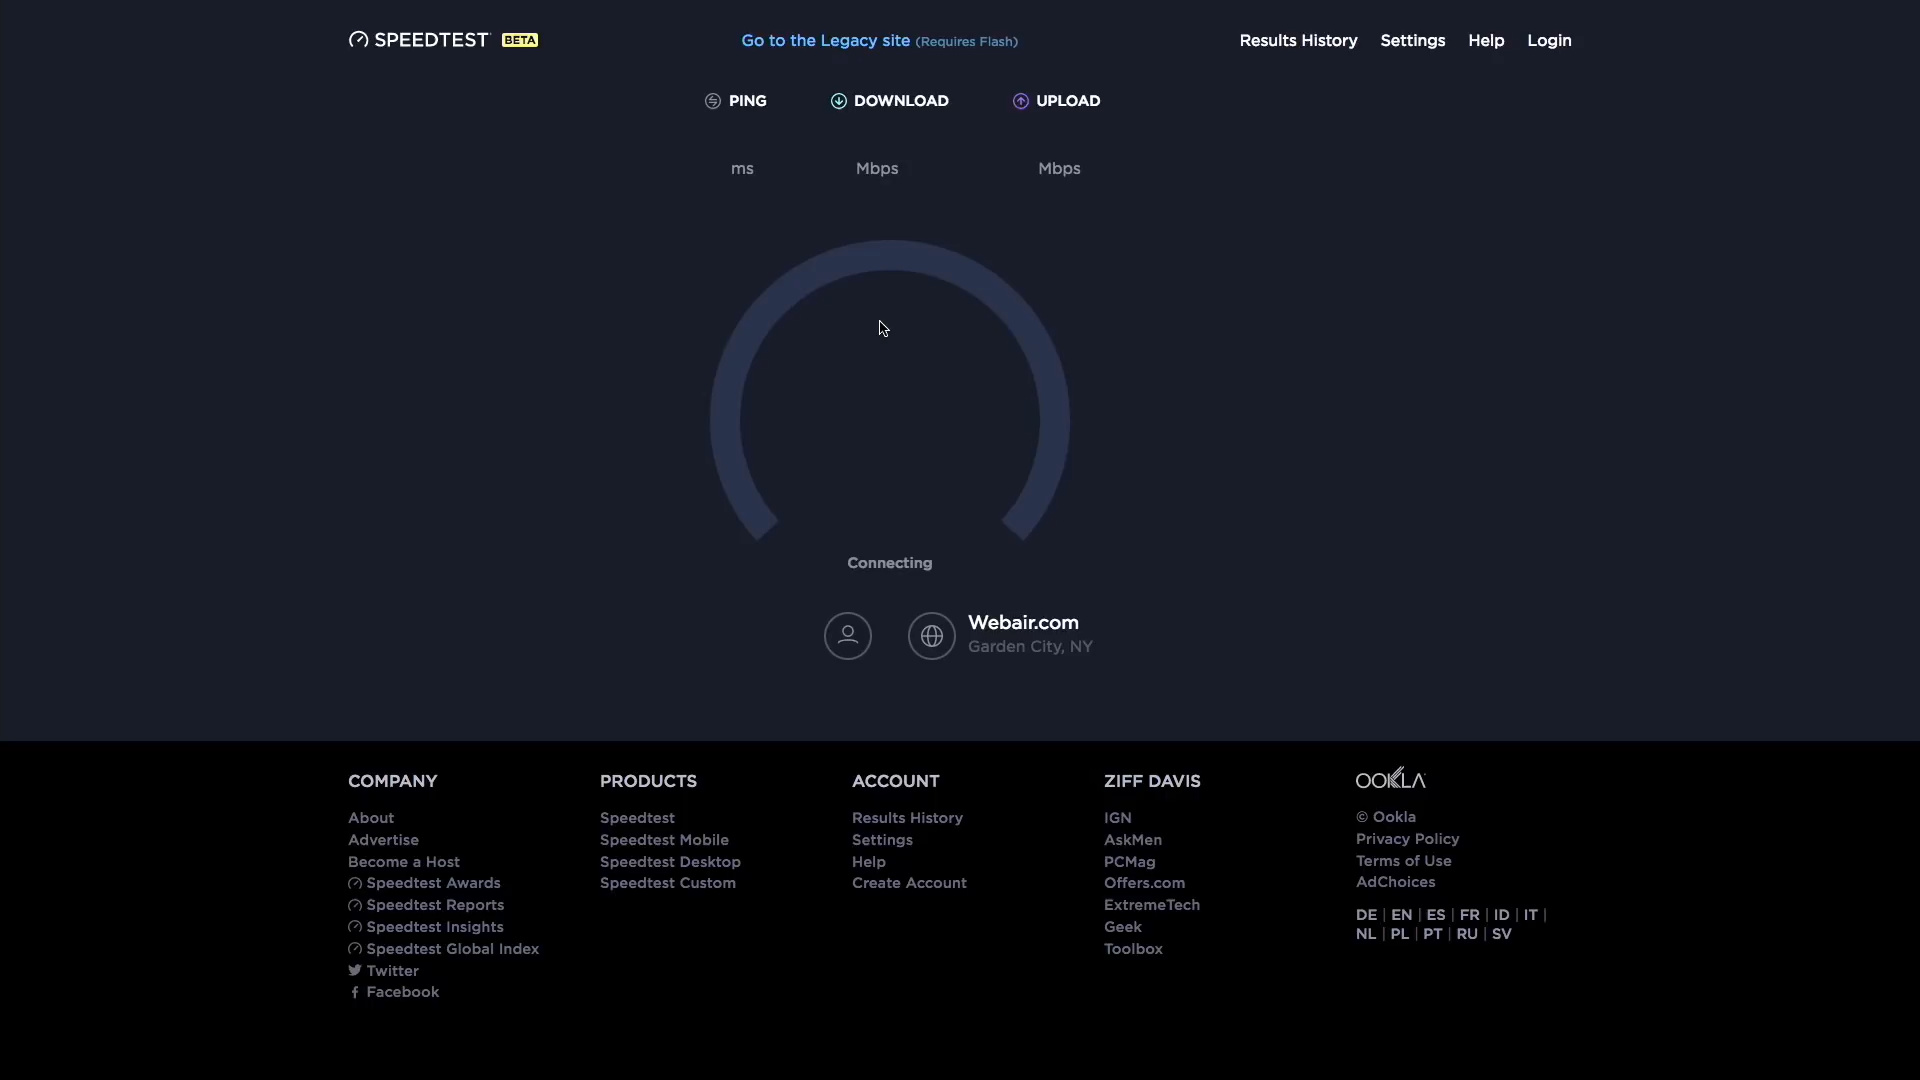 SPEEDTEST BETA
Go to the Legacy site (Requires Flash)
Results History Settings Help Login
PING DOWNLOAD UPLOAD
ms Mbps Mbps
Connecting
Webair.com
Garden City, NY
COMPANY
About
Advertise
Become a Host
Speedtest Awards
Speedtest Reports
Speedtest Insights
Speedtest Global Index
Twitter
Facebook
PRODUCTS
Speedtest
Speedtest Mobile
Speedtest Desktop
Speedtest Custom
ACCOUNT
Results History
Settings
Help
Create Account
ZIFF DAVIS
IGN
AskMen
PCMag
Offers.com
ExtremeTech
Geek
Toolbox
OOKLA
© Ookla
Privacy Policy
Terms of Use
AdChoices
DE | EN | ES | FR | ID | IT |
NL | PL | PT | RU | SV